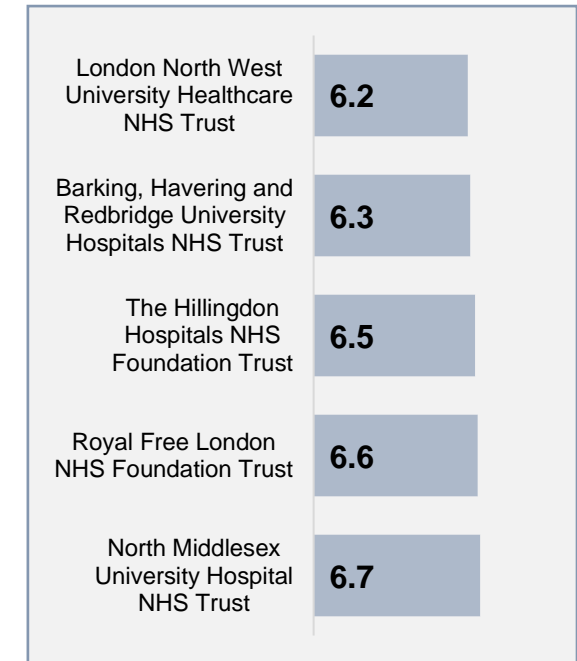 London North West
University Healthcare
NHS Trust
6.2
Barking, Havering and
Redbridge University
Hospitals NHS Trust
6.3
The Hillingdon
Hospitals NHS
Foundation Trust
6.5
Royal Free London
NHS Foundation Trust
6.6
North Middlesex
University Hospital
NHS Trust
6.7